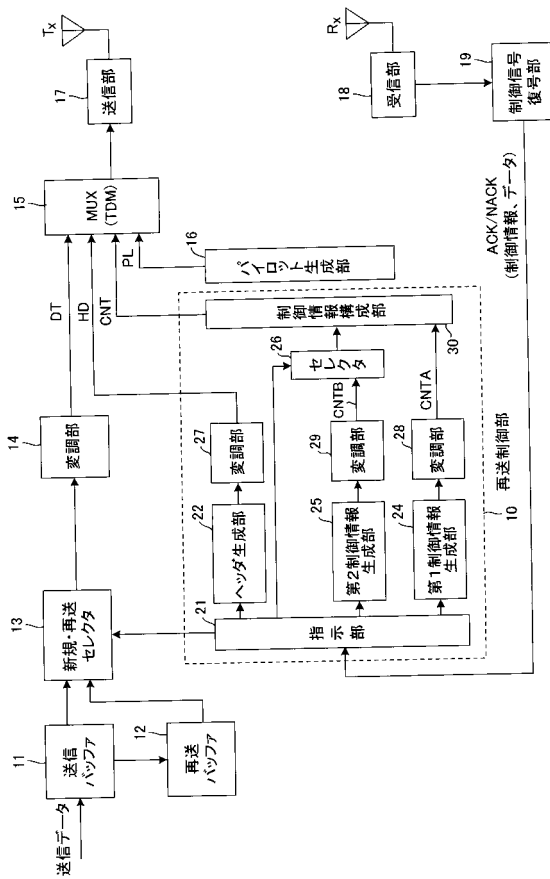 送信データ
11
送信
バッファ
12
再送
バッファ
13
新規・再送
セレクタ
14
変調部
DT
HD
CNT
PL
15
MUX
(TDM)
17
送信部
Tx
16
パイロット生成部
21
指示部
22
ヘッダ生成部
27
変調部
25
第2制御情報
生成部
29
変調部
CNTB
26
セレクタ
24
第1制御情報
生成部
28
変調部
CNTA
制御情報構成部
30
10
再送制御部
Rx
18
受信部
19
制御信号
復号部
ACK/NACK
(制御情報、データ)